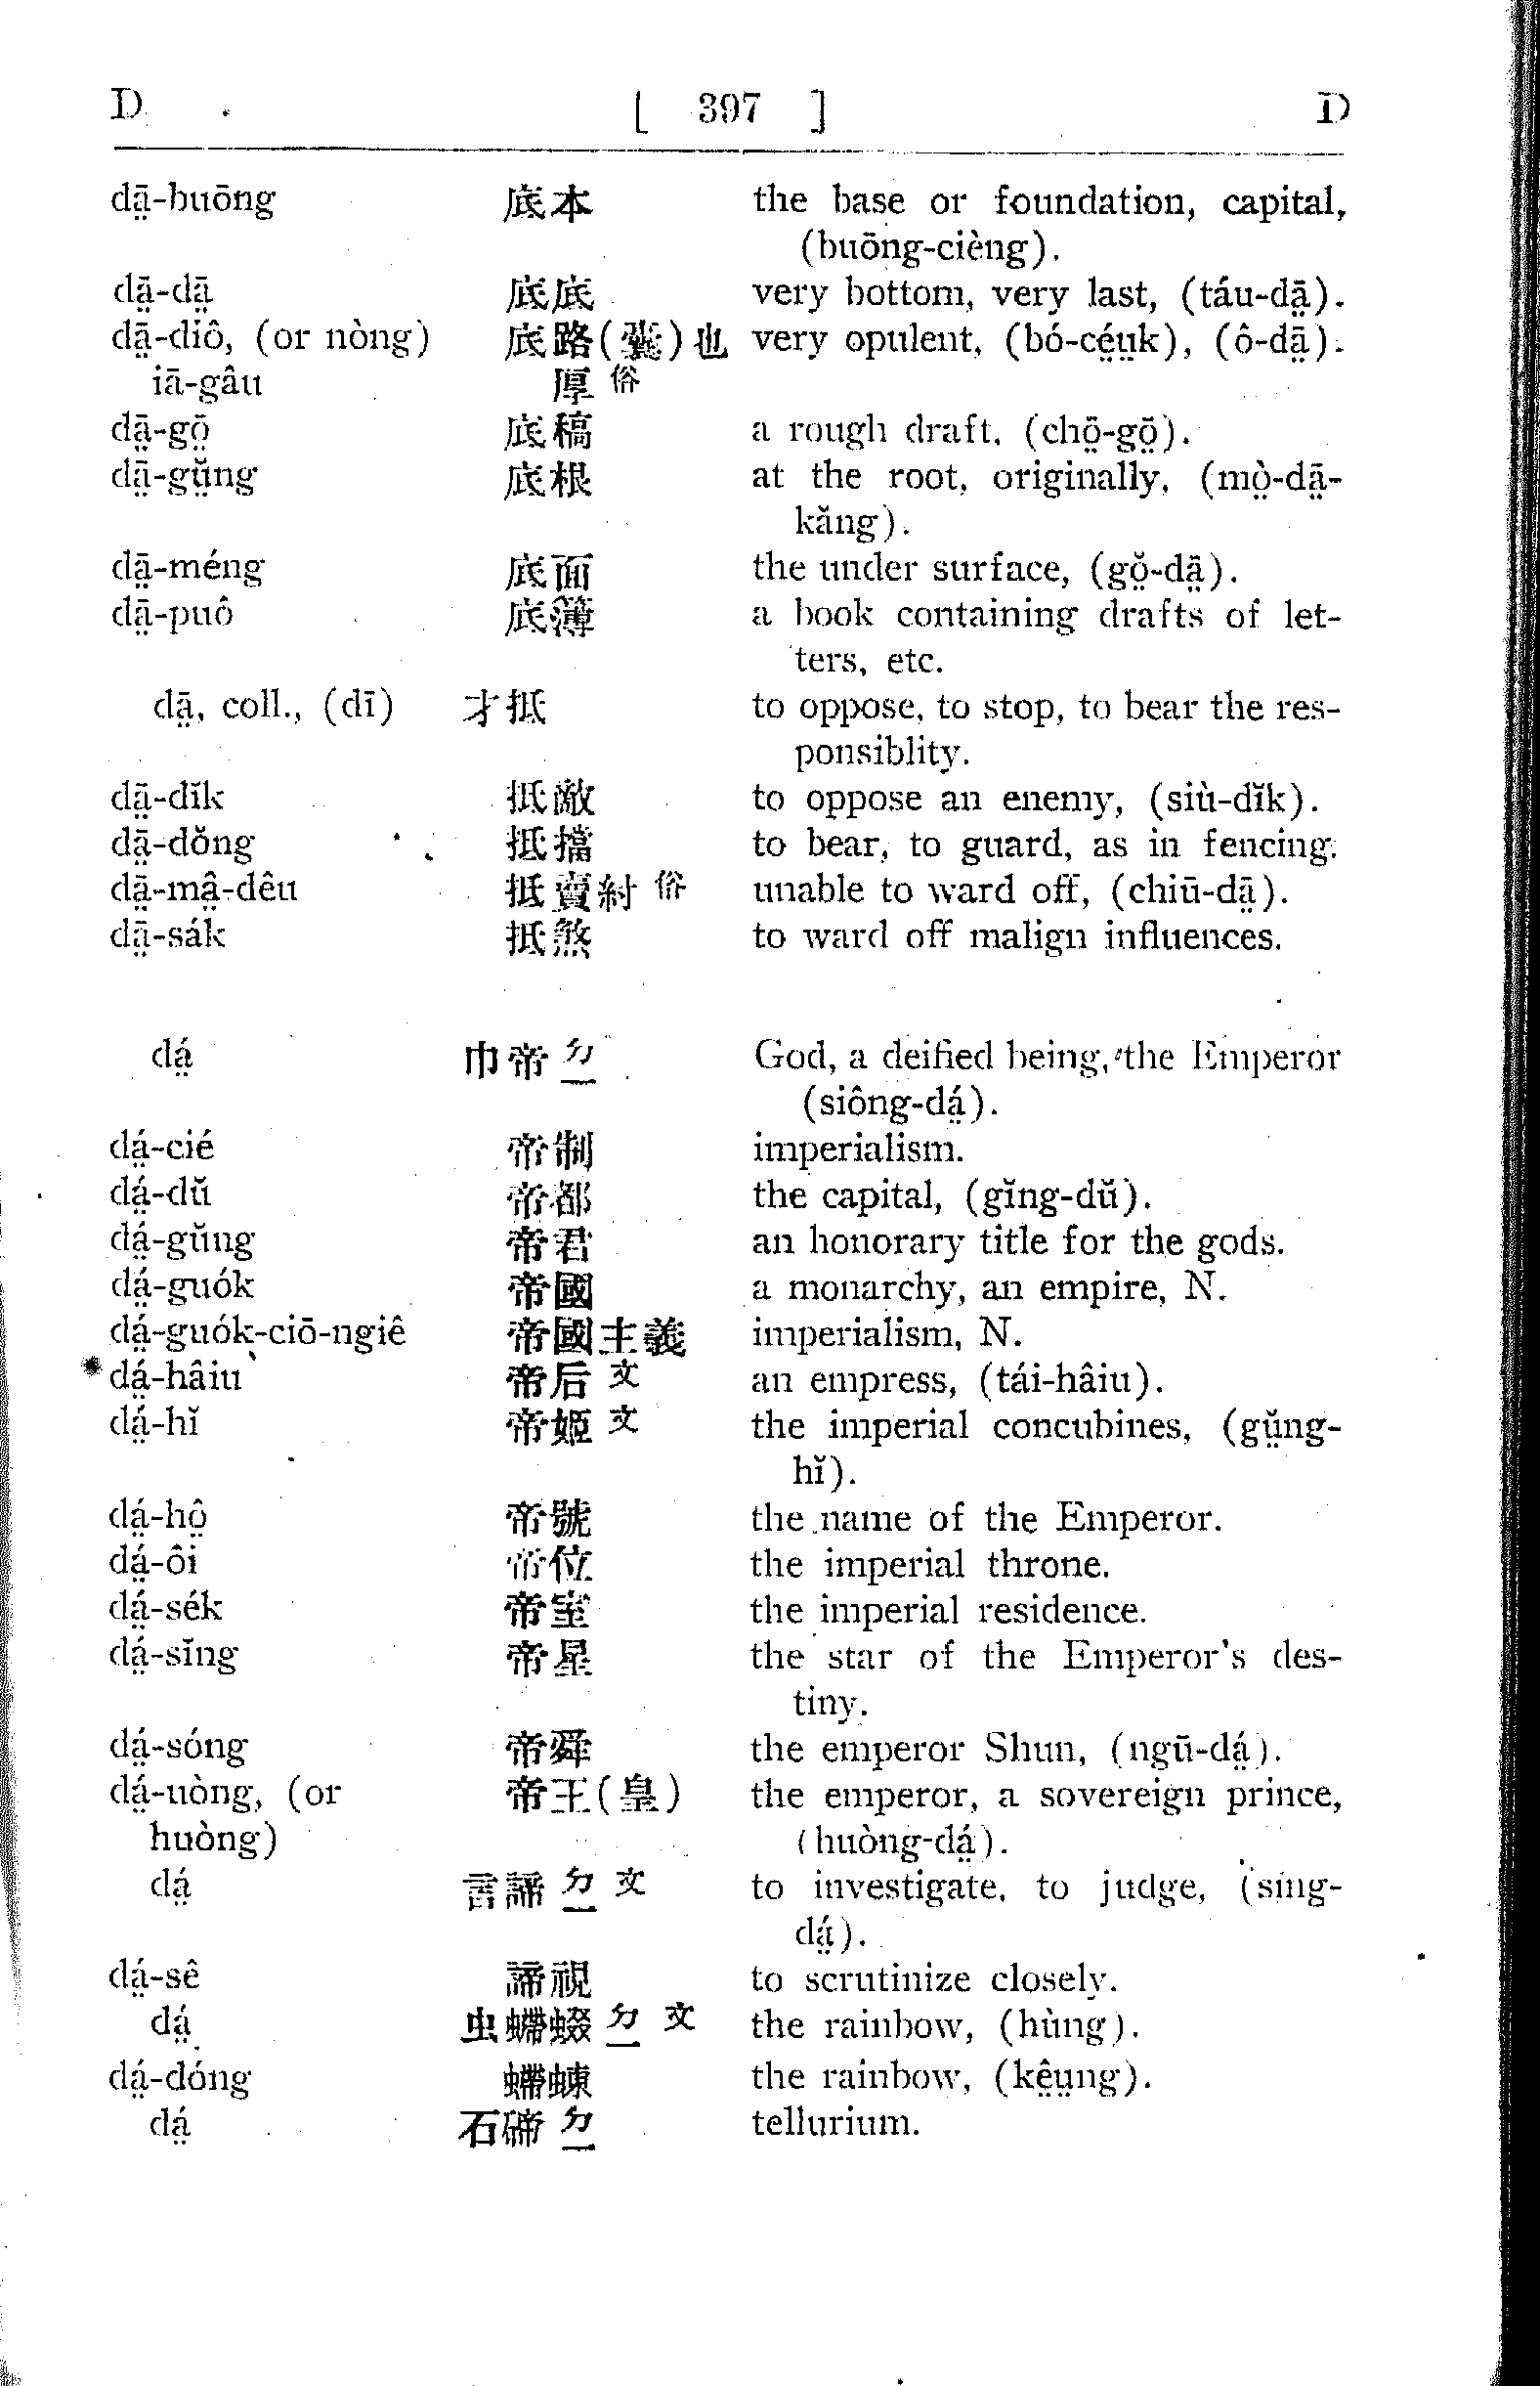 D [ 397 ] D
dā̤-buōng 底本 the base or foundation, capital,
(buōng-cièng).
dā̤-dā̤ 底底 very bottom, very last, (táu-dā̤).
dā̤-diô, (or nòng) 底路(囊)也 very opulent, (bó-cé̤ṳk), (ô-dā̤).
iā-gâu 厚 俗
dā̤-gō̤ 底稿 a rough draft, (chō̤-gō̤).
dā̤-gṳ̆ng 底根 at the root, originally, (mò̤-dā̤-
kăng).
dā̤-méng 底面 the under surface, (gŏ̤-dā̤).
dā̤-puô 底簿 a book containing drafts of let-
ters, etc.
dā̤, coll., (dī) 才抵 to oppose, to stop, to bear the res-
ponsiblity.
dā̤-dĭk 抵敵 to oppose an enemy, (siù-dĭk).
dā̤-dŏng 抵擋 to bear, to guard, as in fencing.
dā̤-mâ̤-dêu 抵賣紂 俗 unable to ward off, (chiū-dā̤).
dā̤-sák 抵煞 to ward off malign influences.
dá̤ 巾帝 ㄉㄧ God, a deified being, the Emperor
(siông-dá̤).
dá̤-cié 帝制 imperialism.
dá̤-dŭ 帝都 the capital, (gĭng-dŭ).
dá̤-gŭng 帝君 an honorary title for the gods.
dá̤-guók 帝國 a monarchy, an empire, N.
dá̤-guók-ciō-ngiê 帝國主義 imperialism, N.
*dá̤-hâiu 帝后 文 an empress, (tái-hâiu).
dá̤-hĭ 帝姬 文 the imperial concubines, (gṳ̆ng-
hĭ).
dá̤-hô̤ 帝號 the name of the Emperor.
dá̤-ôi 帝位 the imperial throne.
dá̤-sék 帝室 the imperial residence.
dá̤-sĭng 帝星 the star of the Emperor's des-
tiny.
dá̤-sóng 帝舜 the emperor Shun, (ngū-dá̤).
dá̤-uòng, (or 帝王(皇) the emperor, a sovereign prince,
huòng) (huòng-dá̤).
dá̤ 言諦 ㄉㄧ 文 to investigate, to judge, (sīng-
dá̤).
dá̤-sê 諦視 to scrutinize closely.
dá̤ 虫螮蝃 ㄉㄧ 文 the rainbow, (hùng).
dá̤-dóng 螮蝀 the rainbow, (kê̤ṳng).
dá̤ 石碲 ㄉㄧ tellurium.